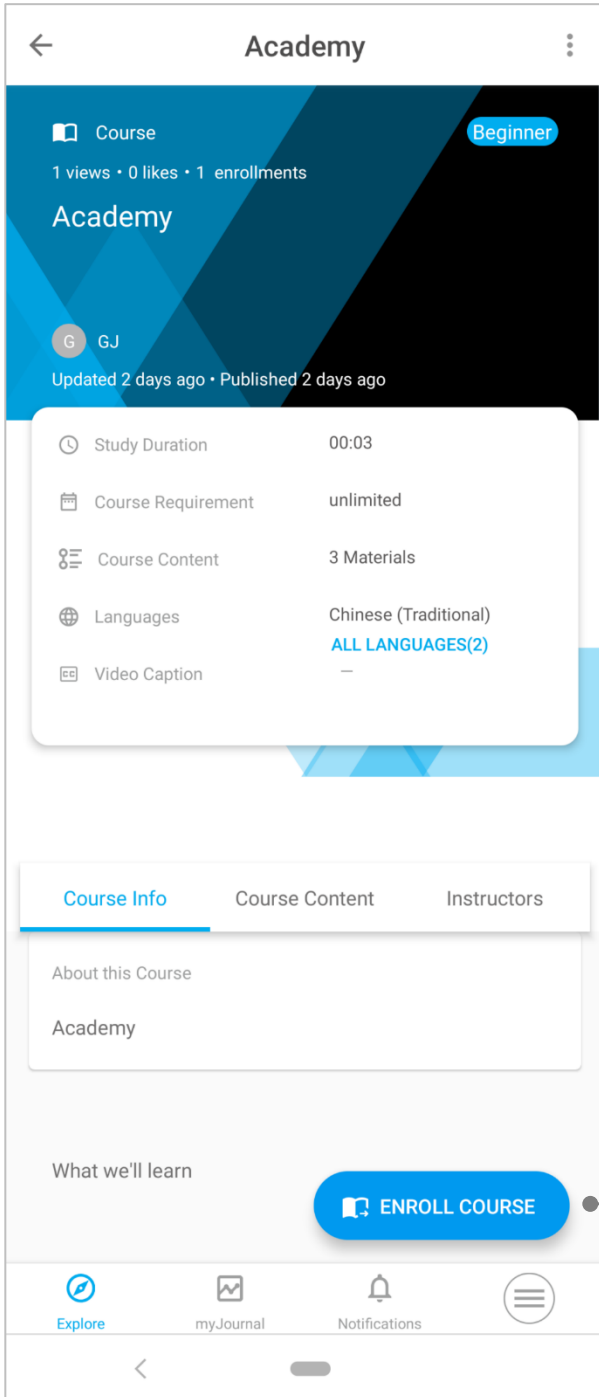 Academy
Course
Beginner
1 views • 0 likes • 1 enrollments
Academy
G GJ
Updated 2 days ago • Published 2 days ago
Study Duration 00:03
Course Requirement unlimited
Course Content 3 Materials
Languages Chinese (Traditional)
ALL LANGUAGES(2)
CC Video Caption —
Course Info Course Content Instructors
About this Course
Academy
What we'll learn
ENROLL COURSE
Explore myJournal Notifications